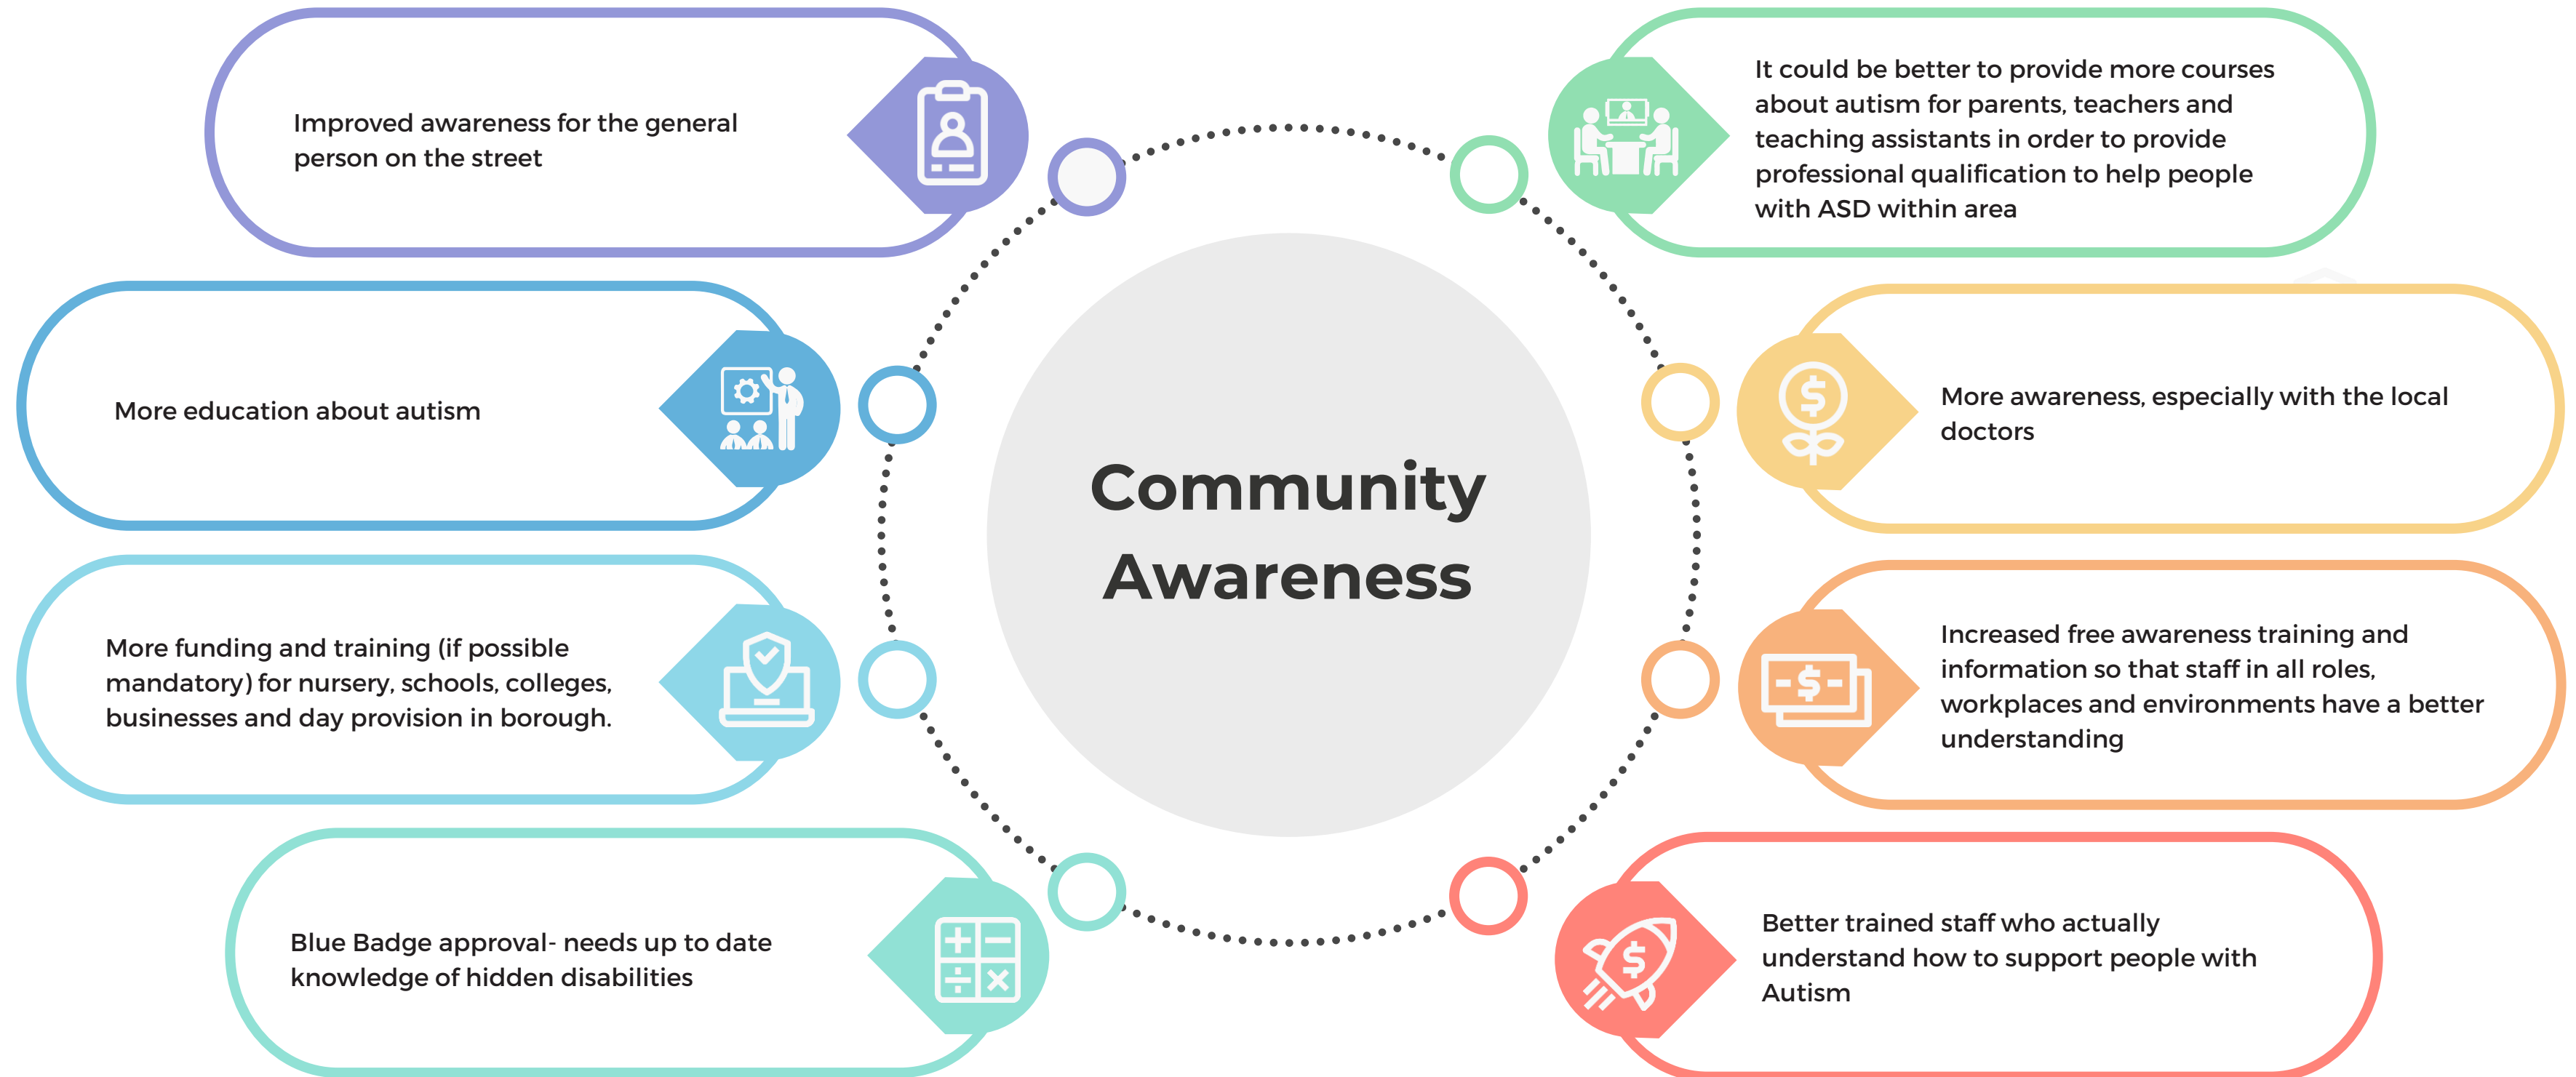 Improved awareness for the general
person on the street
More education about autism
More funding and training (if possible
mandatory) for nursery, schools, colleges,
businesses and day provision in borough.
Blue Badge approval- needs up to date
knowledge of hidden disabilities
Community
Awareness
It could be better to provide more courses
about autism for parents, teachers and
teaching assistants in order to provide
professional qualification to help people
with ASD within area
More awareness, especially with the local
doctors
Increased free awareness training and
information so that staff in all roles,
workplaces and environments have a better
understanding
Better trained staff who actually
understand how to support people with
Autism